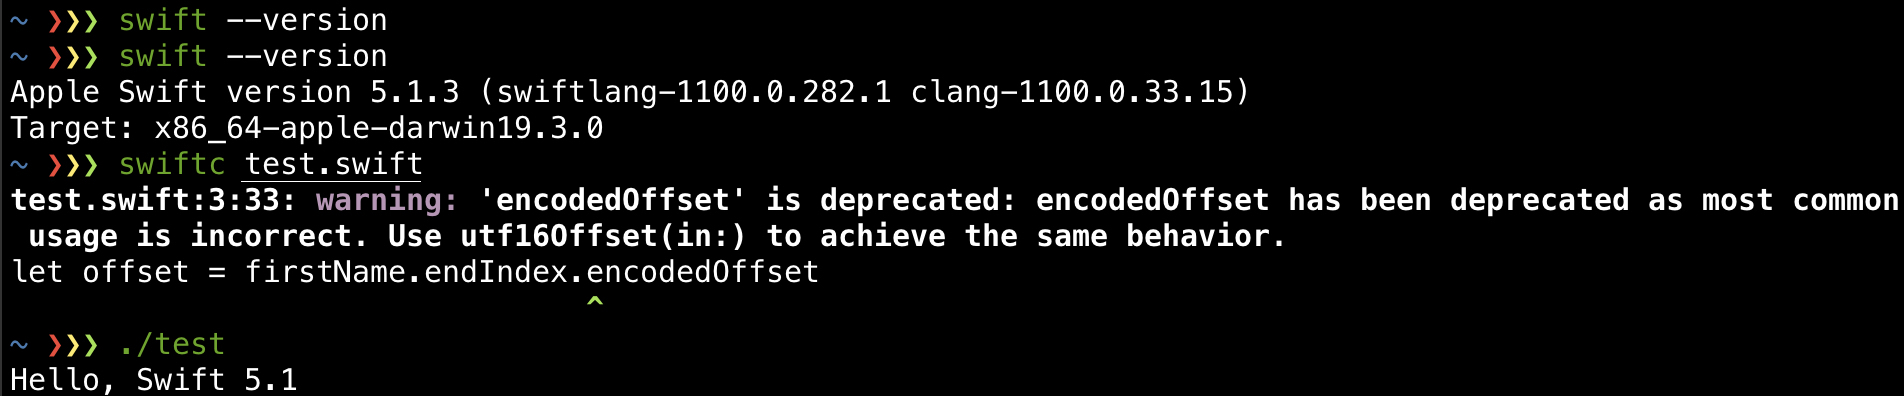 ~ ❯❯❯ swift --version
~ ❯❯❯ swift --version
Apple Swift version 5.1.3 (swiftlang-1100.0.282.1 clang-1100.0.33.15)
Target: x86_64-apple-darwin19.3.0
~ ❯❯❯ swiftc test.swift
test.swift:3:33: warning: 'encodedOffset' is deprecated: encodedOffset has been deprecated as most common
 usage is incorrect. Use utf16Offset(in:) to achieve the same behavior.
let offset = firstName.endIndex.encodedOffset
                                ^
~ ❯❯❯ ./test
Hello, Swift 5.1